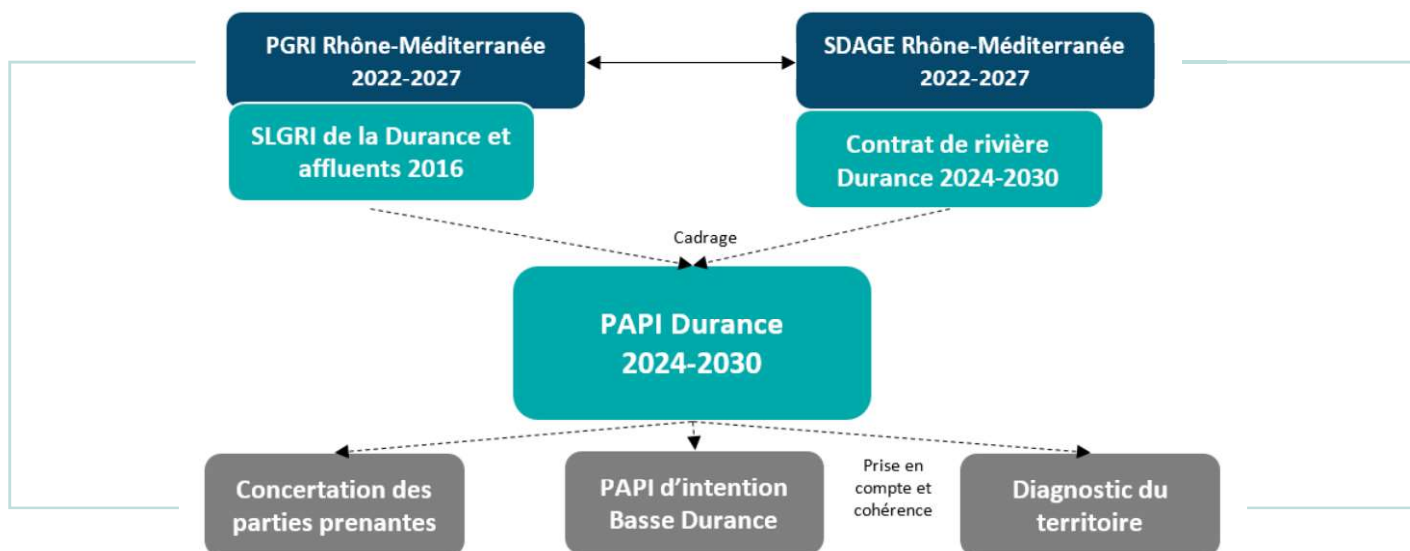 PGRI Rhône-Méditerranée
2022-2027
SDAGE Rhône-Méditerranée
2022-2027
SLGRI de la Durance et
affluents 2016
Contrat de rivière
Durance 2024-2030
Cadrage
PAPI Durance
2024-2030
Concertation des
parties prenantes
PAPI d’intention
Basse Durance
Prise en
compte et
cohérence
Diagnostic du
territoire